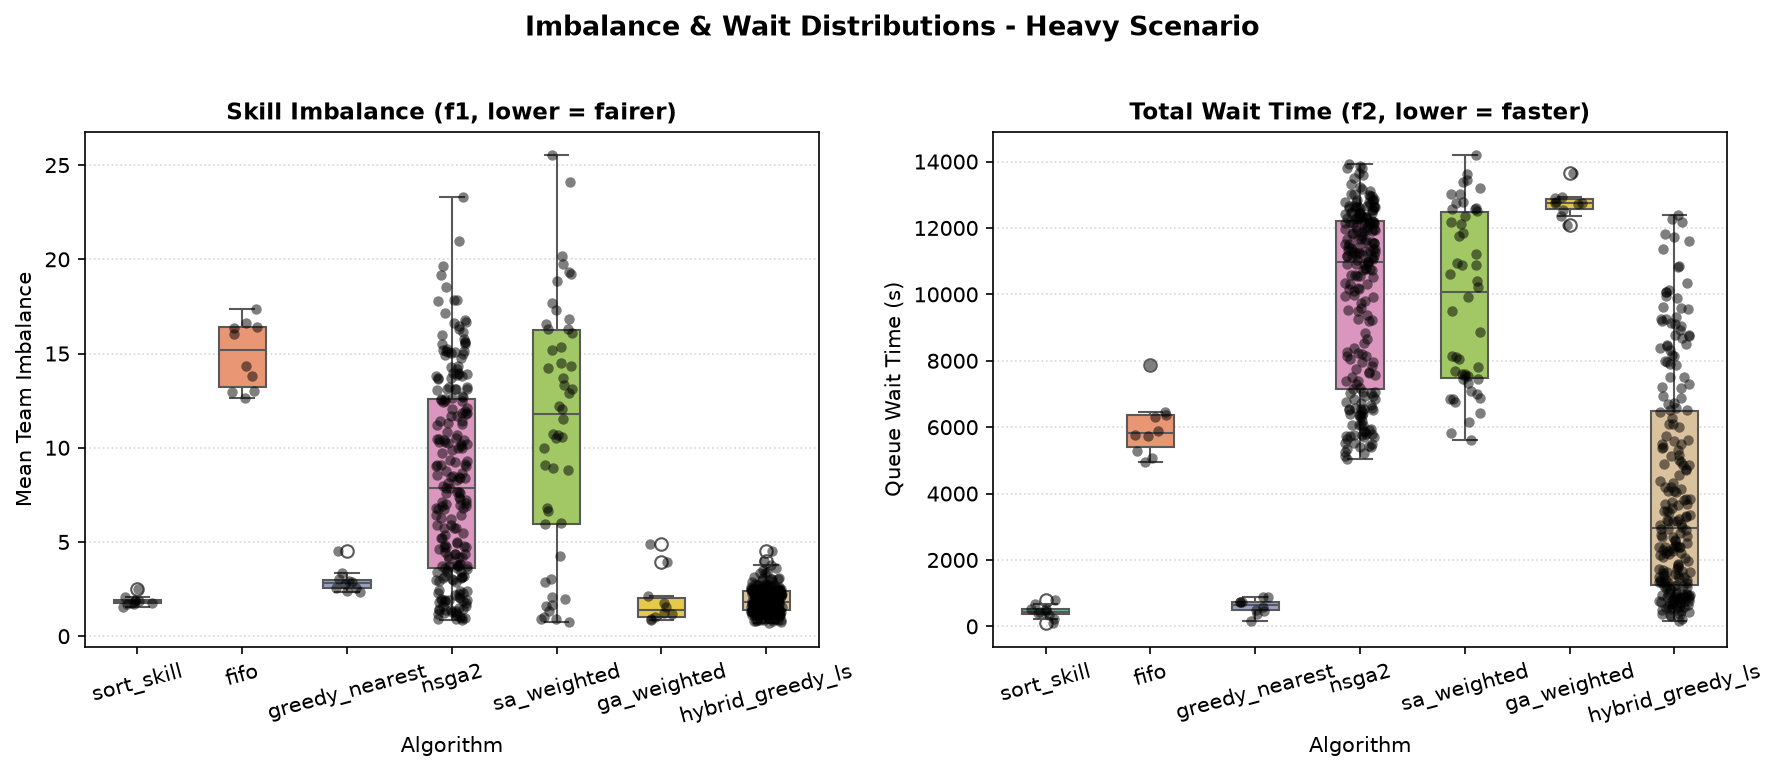 Imbalance & Wait Distributions - Heavy Scenario
Skill Imbalance (f1, lower = fairer)
Mean Team Imbalance
25
20
15
10
5
0
sort_skill
fifo
greedy_nearest
nsga2
sa_weighted
ga_weighted
hybrid_greedy_ls
Algorithm
Total Wait Time (f2, lower = faster)
Queue Wait Time (s)
14000
12000
10000
8000
6000
4000
2000
0
sort_skill
fifo
greedy_nearest
nsga2
sa_weighted
ga_weighted
hybrid_greedy_ls
Algorithm